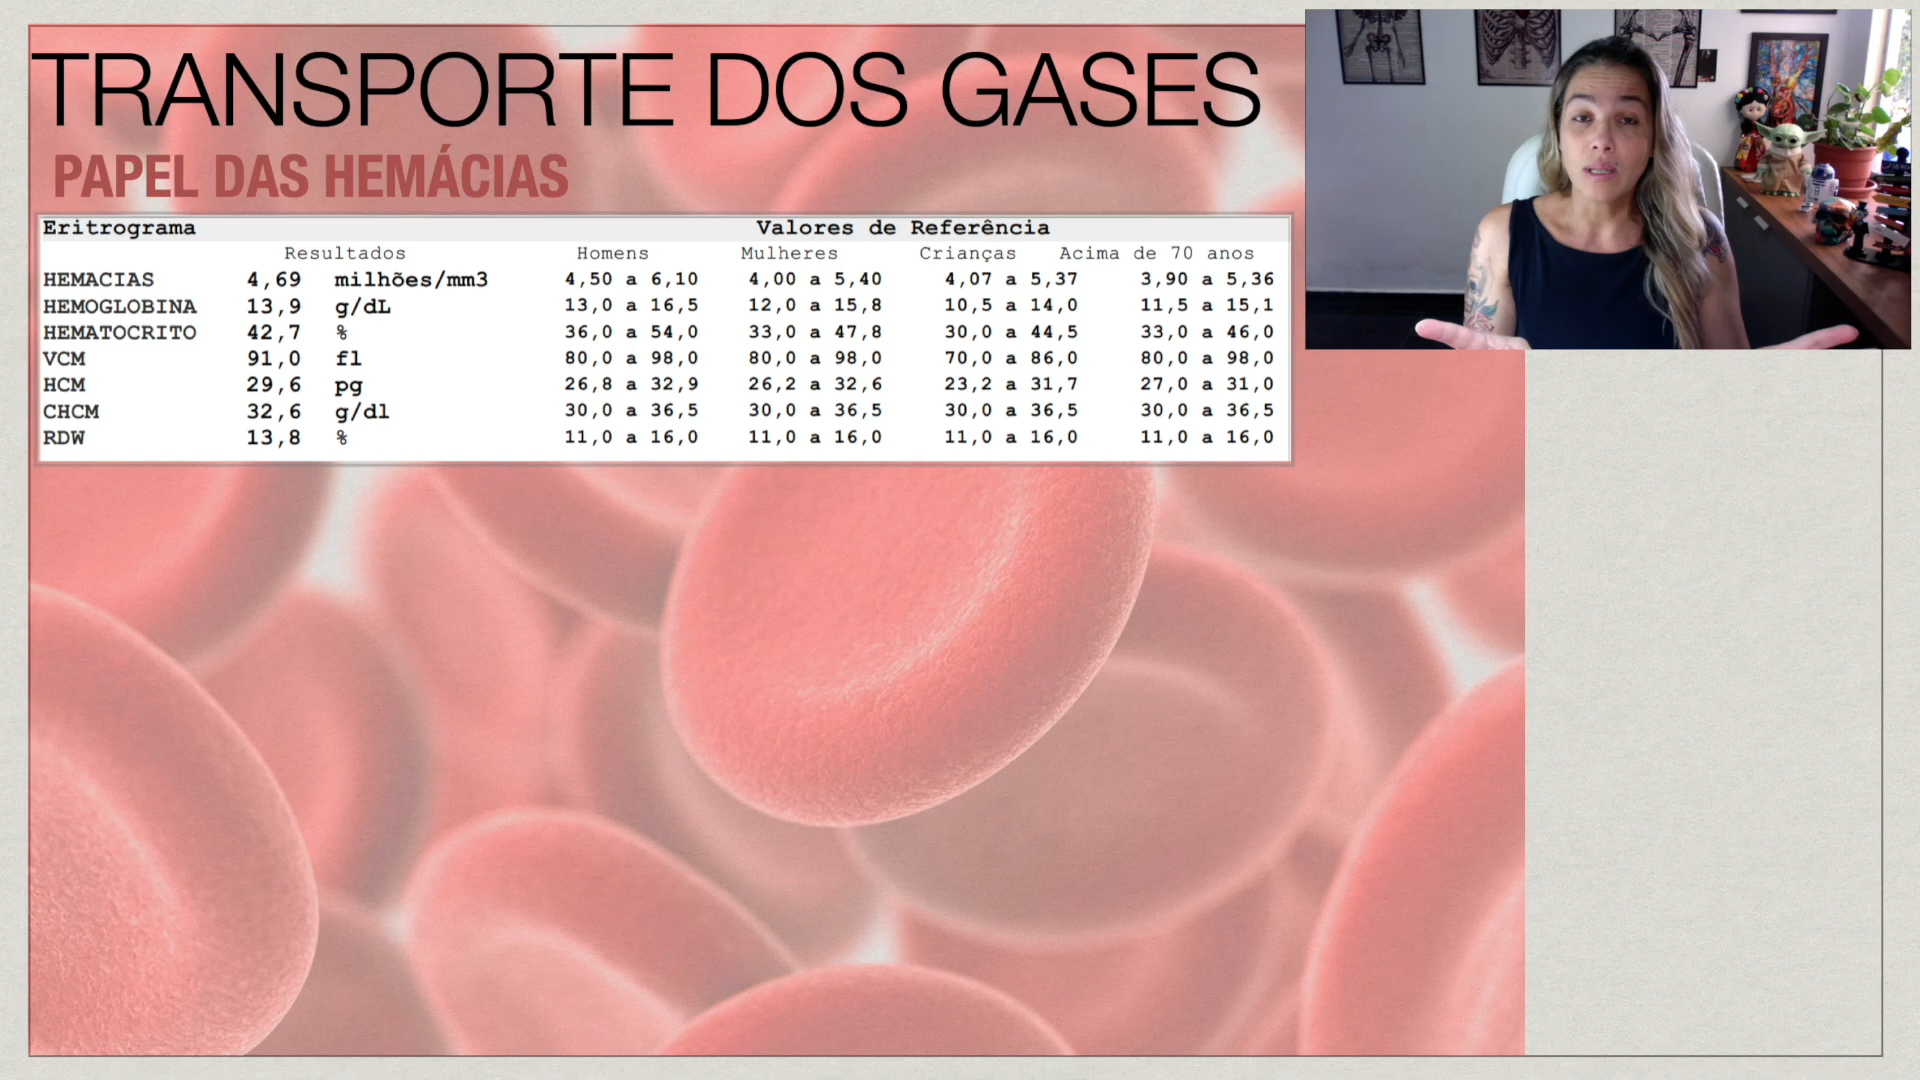 TRANSPORTE DOS GASES
PAPEL DAS HEMÁCIAS
Eritrograma Valores de Referência
Resultados Homens Mulheres Crianças Acima de 70 anos
HEMACIAS 4,69 milhões/mm3 4,50 a 6,10 4,00 a 5,40 4,07 a 5,37 3,90 a 5,36
HEMOGLOBINA 13,9 g/dL 13,0 a 16,5 12,0 a 15,8 10,5 a 14,0 11,5 a 15,1
HEMATOCRITO 42,7 % 36,0 a 54,0 33,0 a 47,8 30,0 a 44,5 33,0 a 46,0
VCM 91,0 fl 80,0 a 98,0 80,0 a 98,0 70,0 a 86,0 80,0 a 98,0
HCM 29,6 pg 26,8 a 32,9 26,2 a 32,6 23,2 a 31,7 27,0 a 31,0
CHCM 32,6 g/dl 30,0 a 36,5 30,0 a 36,5 30,0 a 36,5 30,0 a 36,5
RDW 13,8 % 11,0 a 16,0 11,0 a 16,0 11,0 a 16,0 11,0 a 16,0